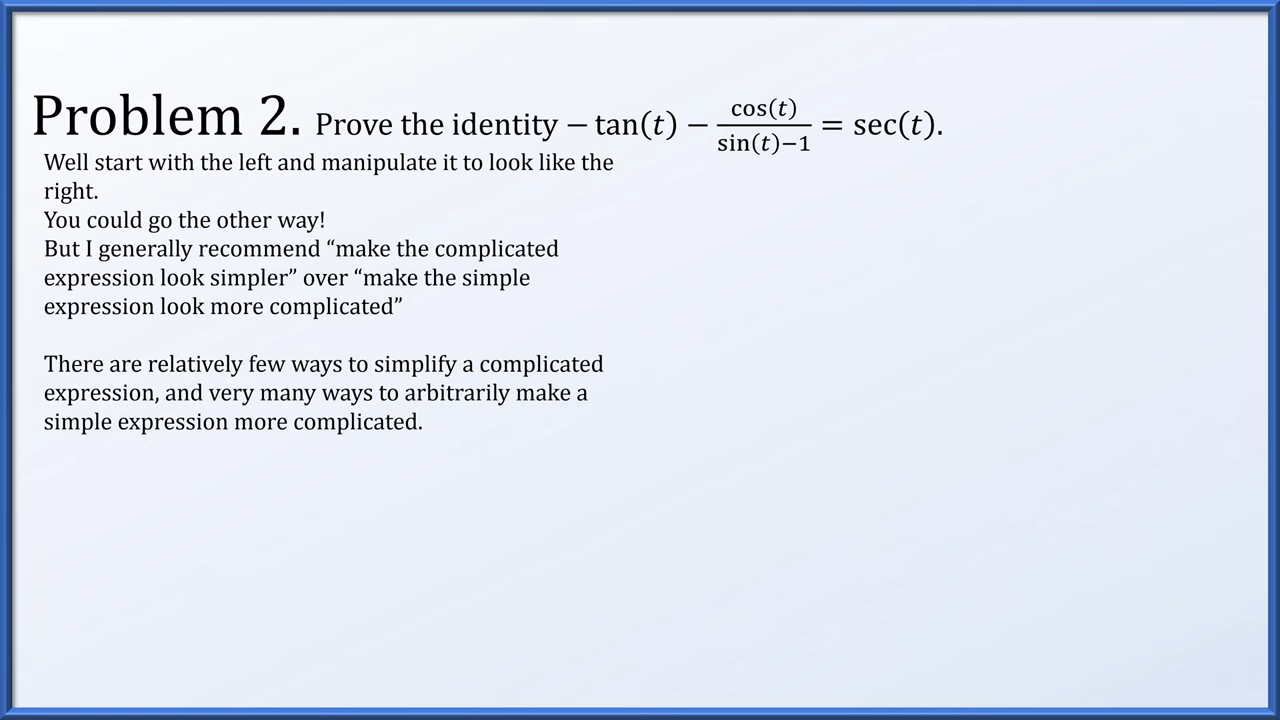 Problem 2. Prove the identity − tan(𝑡) − cos(𝑡)/sin(𝑡)−1 = sec(𝑡).
Well start with the left and manipulate it to look like the
right.
You could go the other way!
But I generally recommend “make the complicated
expression look simpler” over “make the simple
expression look more complicated”
There are relatively few ways to simplify a complicated
expression, and very many ways to arbitrarily make a
simple expression more complicated.